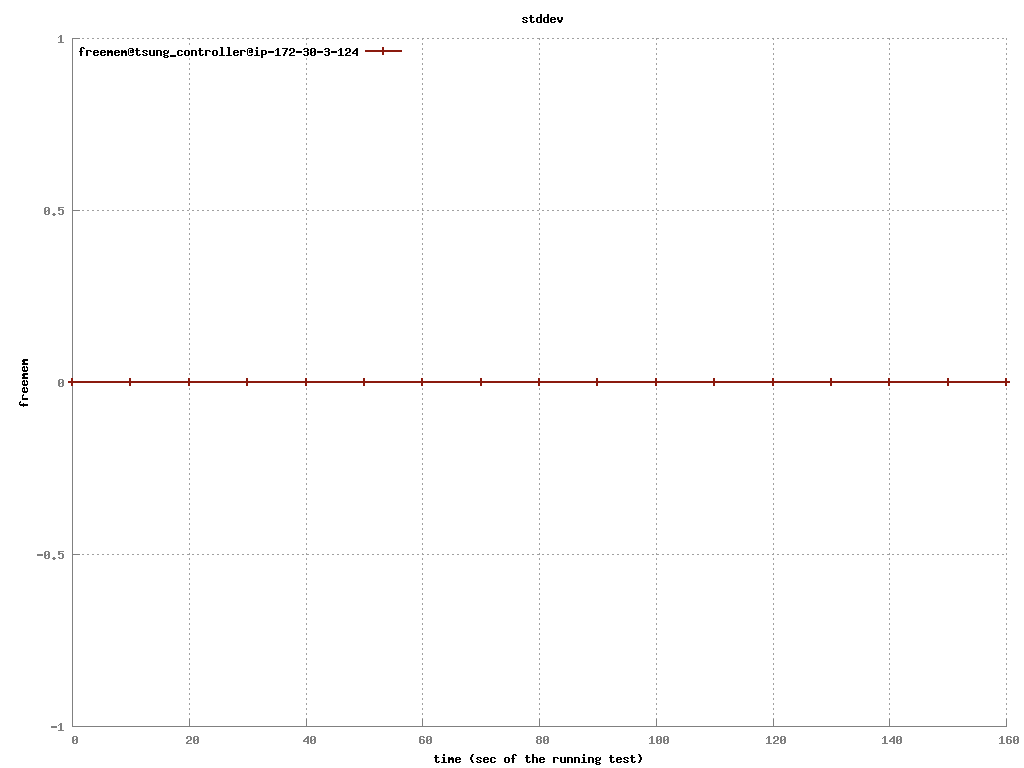 stddev
freemem@tsung_controller@ip-172-30-3-124
1
0.5
0
-0.5
-1
freemem
0 20 40 60 80 100 120 140 160
time (sec of the running test)